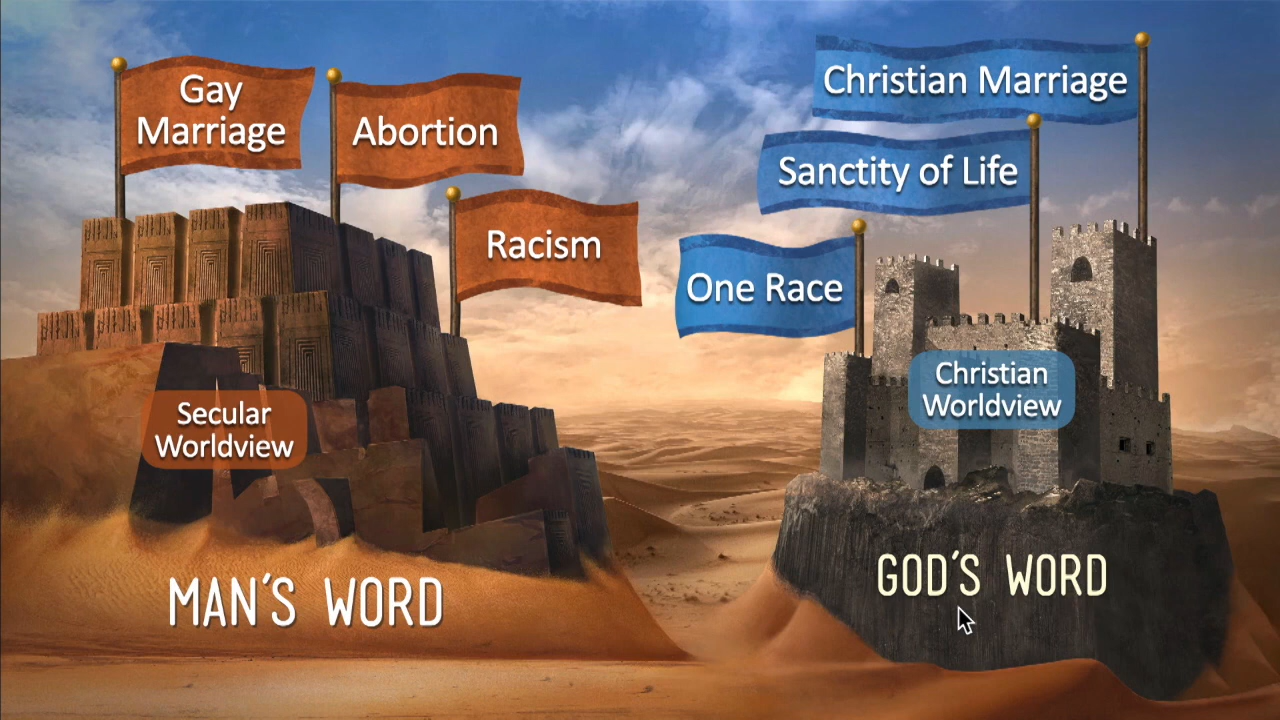 Gay
Marriage
Abortion
Racism
Secular
Worldview
MAN'S WORD
Christian Marriage
Sanctity of Life
One Race
Christian
Worldview
GOD'S WORD